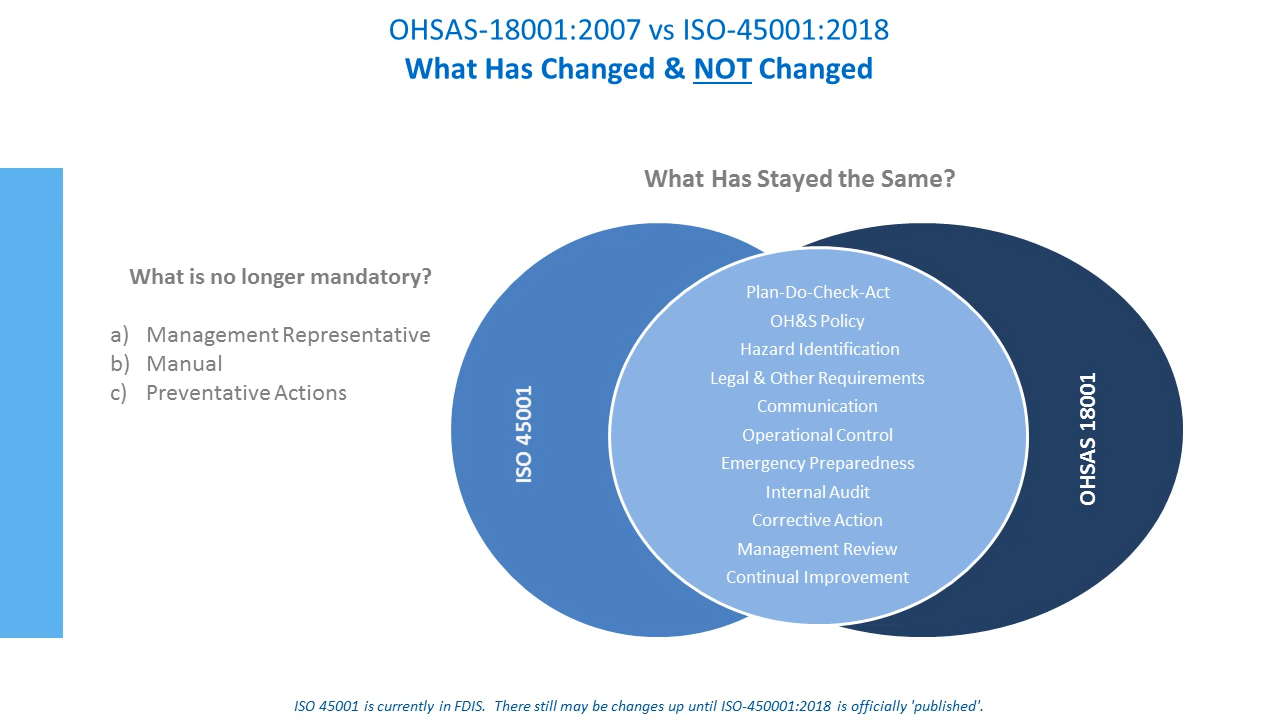 OHSAS-18001:2007 vs ISO-45001:2018
What Has Changed & NOT Changed
What Has Stayed the Same?
What is no longer mandatory?
a) Management Representative
b) Manual
c) Preventative Actions
ISO 45001
Plan-Do-Check-Act
OH&S Policy
Hazard Identification
Legal & Other Requirements
Communication
Operational Control
Emergency Preparedness
Internal Audit
Corrective Action
Management Review
Continual Improvement
OHSAS 18001
ISO 45001 is currently in FDIS. There still may be changes up until ISO-450001:2018 is officially 'published'.